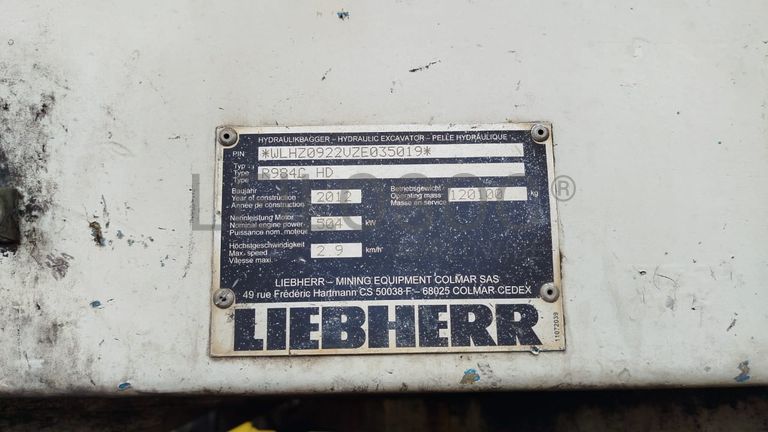 HYDRAULIKBAGGER – HYDRAULIC EXCAVATOR – PELLE HYDRAULIQUE
PIN *WLHZ0922VZE035019*
Typ
Type R984C HD
Type
Baujahr
Year of construction 2012
Année de construction
Betriebsgewicht
Operating mass 120100 kg
Masse en service
Nennleistung Motor
Nominal engine power 504 kW
Puissance nom. moteur
Höchstgeschwindigkeit
Max- speed 2.9 km/h
Vitesse maxi.
LIEBHERR – MINING EQUIPMENT COLMAR SAS
49 rue Frédéric Hartmann CS 50038 F – 68025 COLMAR CEDEX
LIEBHERR
11072039